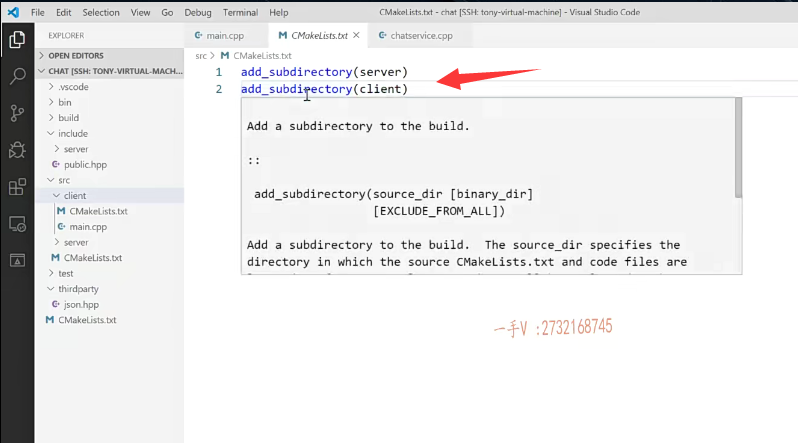 File Edit Selection View Go Debug Terminal Help
CMakeLists.txt - chat [SSH: tony-virtual-machine] - Visual Studio Code
EXPLORER
main.cpp
CMakeLists.txt
chatservice.cpp
OPEN EDITORS
src > CMakeLists.txt
CHAT [SSH: TONY-VIRTUAL-MACH...
1 add_subdirectory(server)
2 add_subdirectory(client)
.vscode
bin
build
include
server
public.hpp
src
client
CMakeLists.txt
main.cpp
server
CMakeLists.txt
test
thirdparty
json.hpp
CMakeLists.txt
Add a subdirectory to the build.
::
add_subdirectory(source_dir [binary_dir]
[EXCLUDE_FROM_ALL])
Add a subdirectory to the build. The source_dir specifies the
directory in which the source CMakeLists.txt and code files are
一手V :2732168745